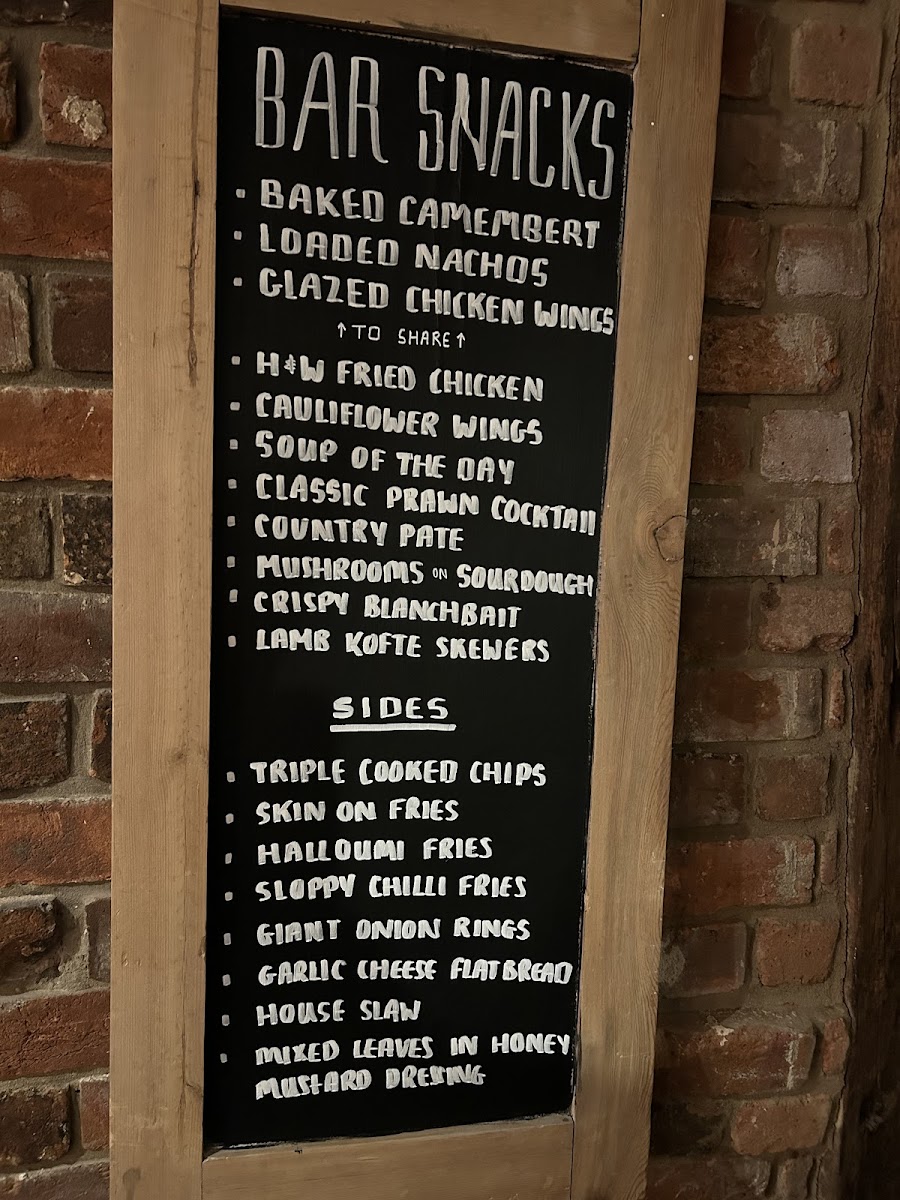 BAR SNACKS
· BAKED CAMEMBERT
· LOADED NACHOS
· GLAZED CHICKEN WINGS
↑ TO SHARE ↑
· H&W FRIED CHICKEN
· CAULIFLOWER WINGS
· SOUP OF THE DAY
· CLASSIC PRAWN COCKTAIL
· COUNTRY PATE
· MUSHROOMS ON SOURDOUGH
· CRISPY BLANCHBAIT
· LAMB KOFTE SKEWERS
SIDES
· TRIPLE COOKED CHIPS
· SKIN ON FRIES
· HALLOUMI FRIES
· SLOPPY CHILLI FRIES
· GIANT ONION RINGS
· GARLIC CHEESE FLATBREAD
· HOUSE SLAW
· MIXED LEAVES IN HONEY
MUSTARD DRESSING